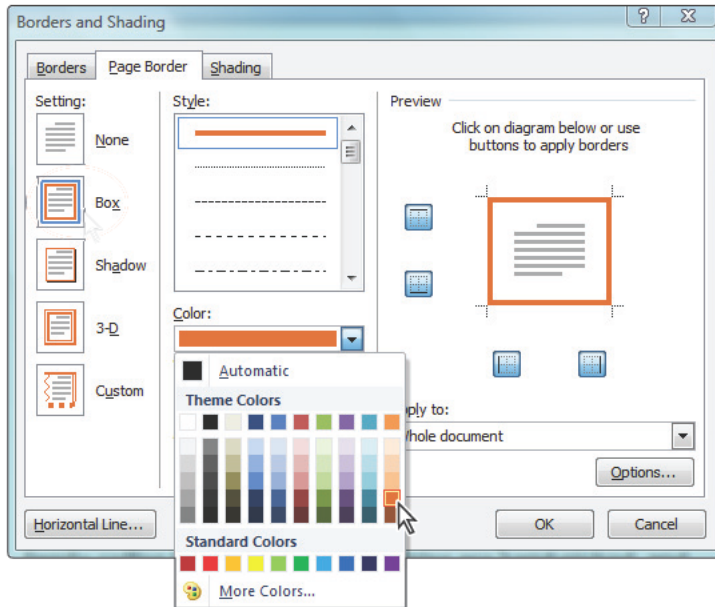 Borders and Shading
Borders Page Border Shading
Setting:
None
Box
Shadow
3-D
Custom
Style:
Color:
Automatic
Theme Colors
Standard Colors
More Colors...
Preview
Click on diagram below or use
buttons to apply borders
ply to:
hole document
Options...
Horizontal Line...
OK Cancel